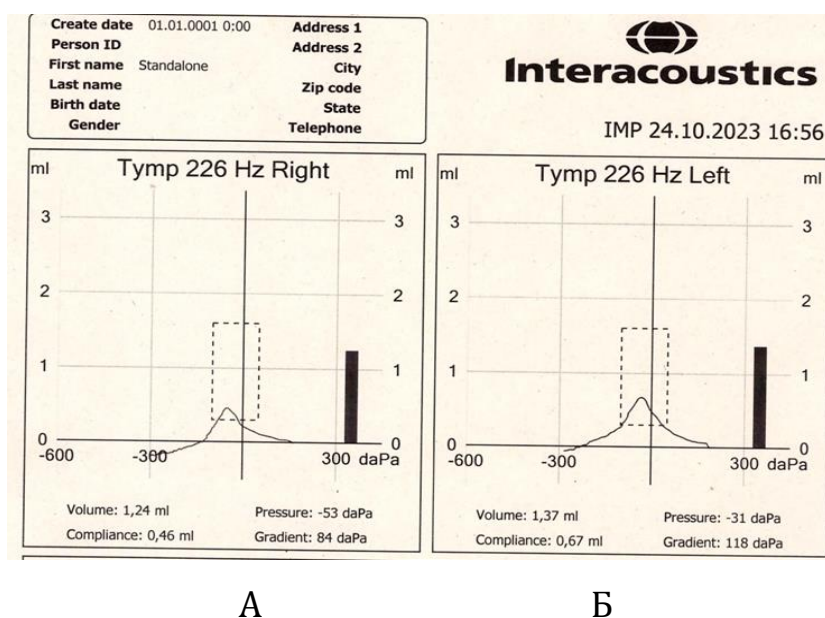 Create date 01.01.0001 0:00 Address 1
Person ID Address 2
First name Standalone City
Last name Zip code
Birth date State
Gender Telephone
Interacoustics
IMP 24.10.2023 16:56
Tymp 226 Hz Right
ml ml
3 3
2 2
1 1
0 0
-600 -300 300 daPa
Volume: 1,24 ml Pressure: -53 daPa
Compliance: 0,46 ml Gradient: 84 daPa
Tymp 226 Hz Left
ml ml
3 3
2 2
1 1
0 0
-600 -300 300 daPa
Volume: 1,37 ml Pressure: -31 daPa
Compliance: 0,67 ml Gradient: 118 daPa
А Б